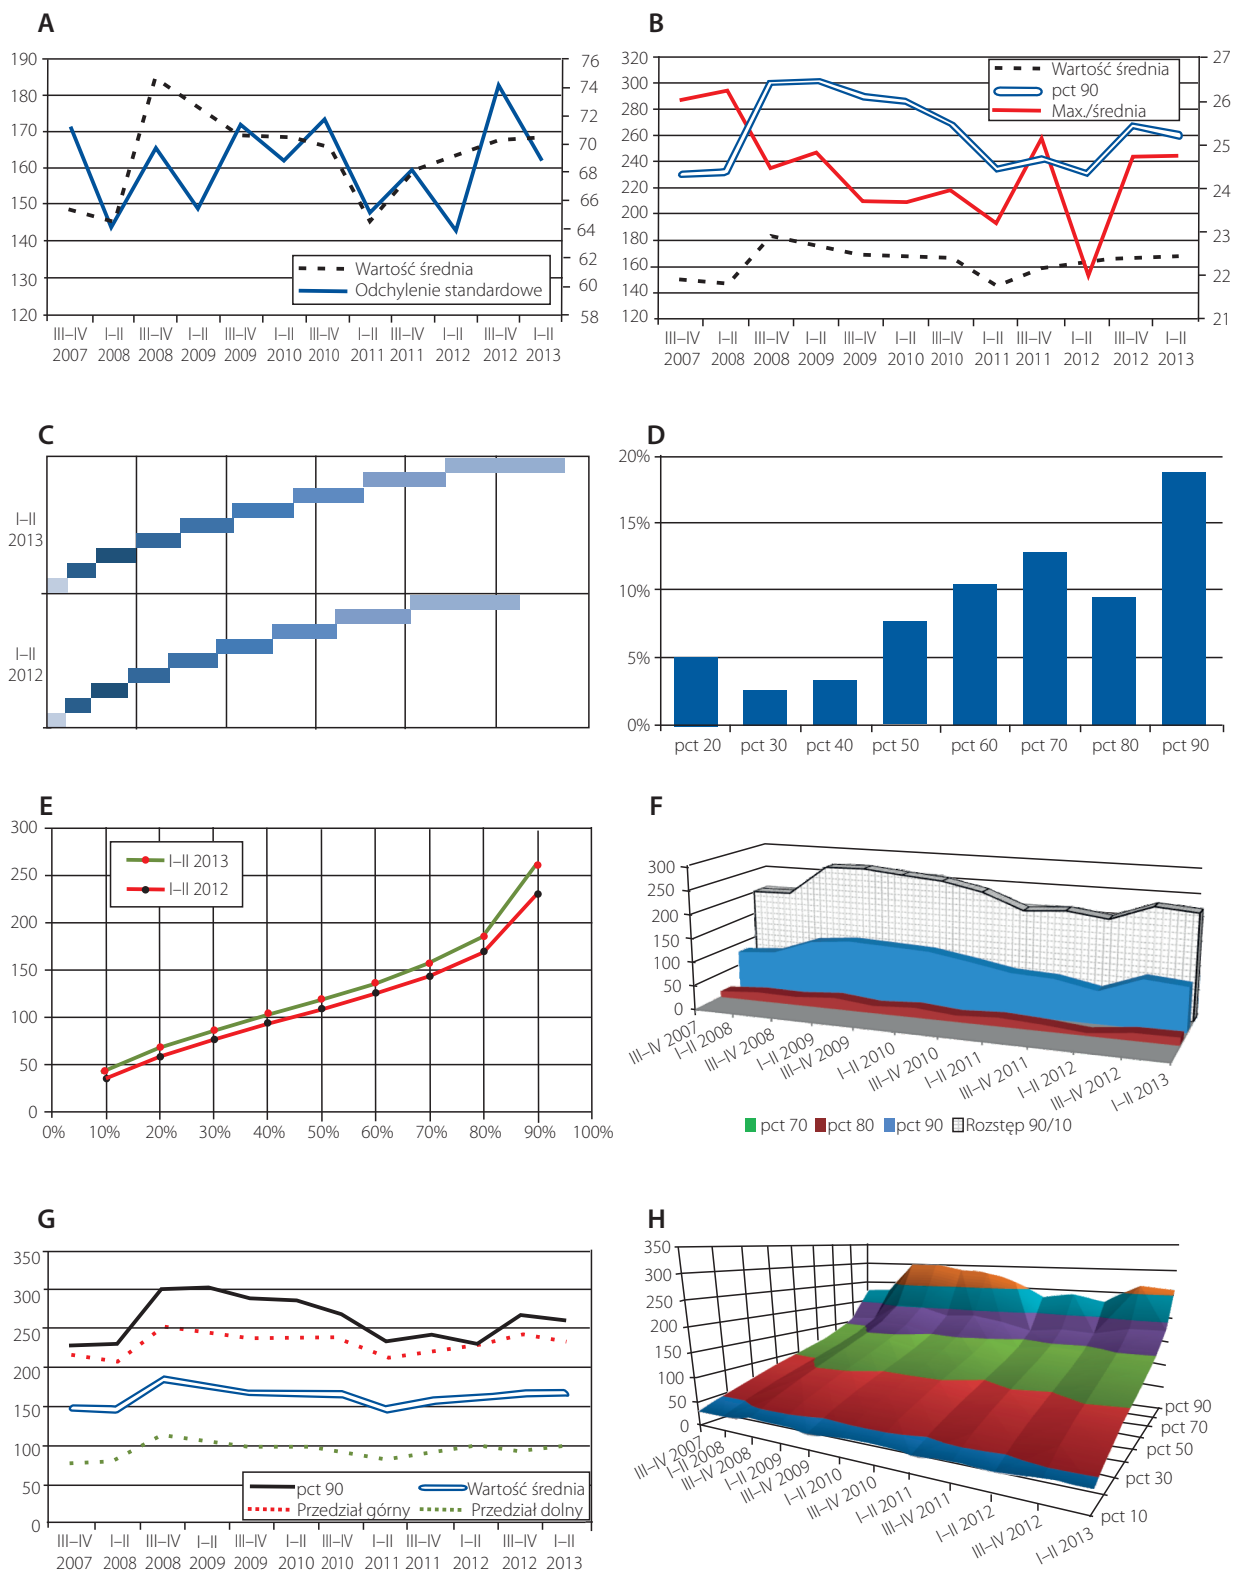 A
190
180
170
160
150
140
130
120
76
74
72
70
68
66
64
62
60
58
Wartość średnia
Odchylenie standardowe
III–IV I–II III–IV I–II III–IV I–II III–IV I–II III–IV I–II III–IV I–II
2007 2008 2008 2009 2009 2010 2010 2011 2011 2012 2012 2013
B
320
300
280
260
240
220
200
180
160
140
120
27
26
25
24
23
22
21
Wartość średnia
pct 90
Max./średnia
III–IV I–II III–IV I–II III–IV I–II III–IV I–II III–IV I–II III–IV I–II
2007 2008 2008 2009 2009 2010 2010 2011 2011 2012 2012 2013
C
I–II
2013
I–II
2012
D
20%
15%
10%
5%
0%
pct 20 pct 30 pct 40 pct 50 pct 60 pct 70 pct 80 pct 90
E
300
250
200
150
100
50
0
I–II 2013
I–II 2012
0% 10% 20% 30% 40% 50% 60% 70% 80% 90% 100%
F
300
250
200
150
100
50
0
III–IV 2007
I–II 2008
III–IV 2008
I–II 2009
III–IV 2009
I–II 2010
III–IV 2010
I–II 2011
III–IV 2011
I–II 2012
III–IV 2012
I–II 2013
pct 70 pct 80 pct 90 Rozstęp 90/10
G
350
300
250
200
150
100
50
0
pct 90 Wartość średnia
Przedział górny Przedział dolny
III–IV I–II III–IV I–II III–IV I–II III–IV I–II III–IV I–II III–IV I–II
2007 2008 2008 2009 2009 2010 2010 2011 2011 2012 2012 2013
H
350
300
250
200
150
100
50
0
III–IV 2007
I–II 2008
III–IV 2008
I–II 2009
III–IV 2009
I–II 2010
III–IV 2010
I–II 2011
III–IV 2011
I–II 2012
III–IV 2012
I–II 2013
pct 90
pct 70
pct 50
pct 30
pct 10